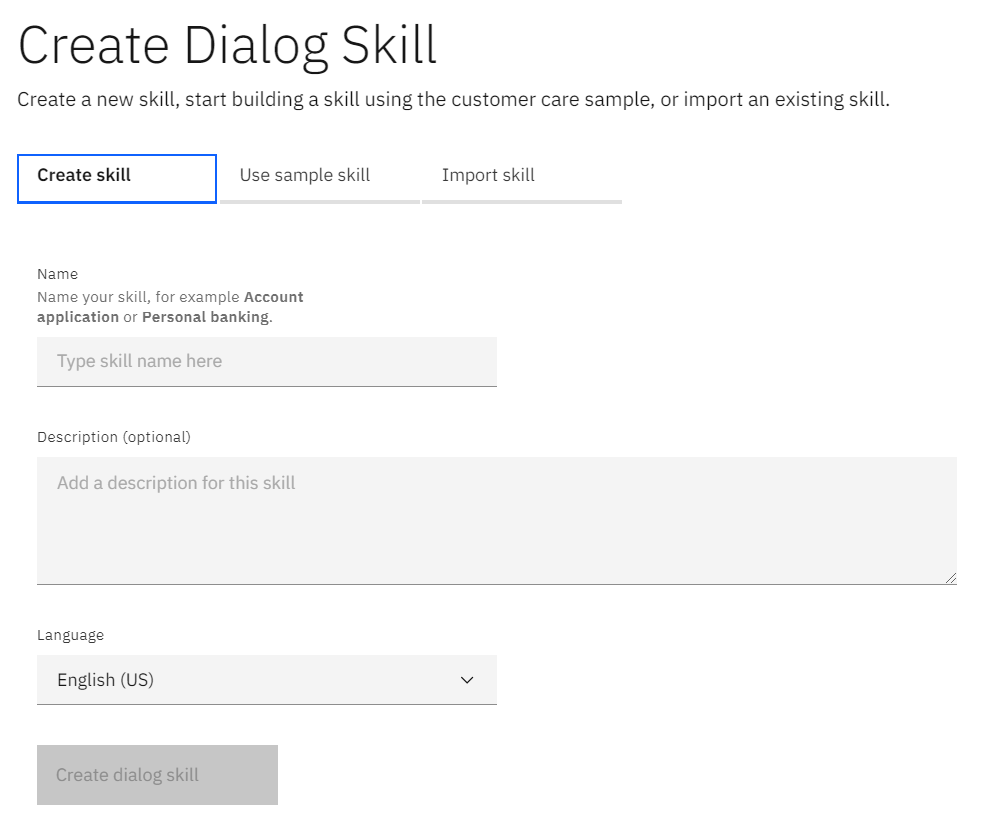 Create Dialog Skill
Create a new skill, start building a skill using the customer care sample, or import an existing skill.
Create skill
Use sample skill
Import skill
Name
Name your skill, for example Account
application or Personal banking.
Type skill name here
Description (optional)
Add a description for this skill
Language
English (US)
Create dialog skill